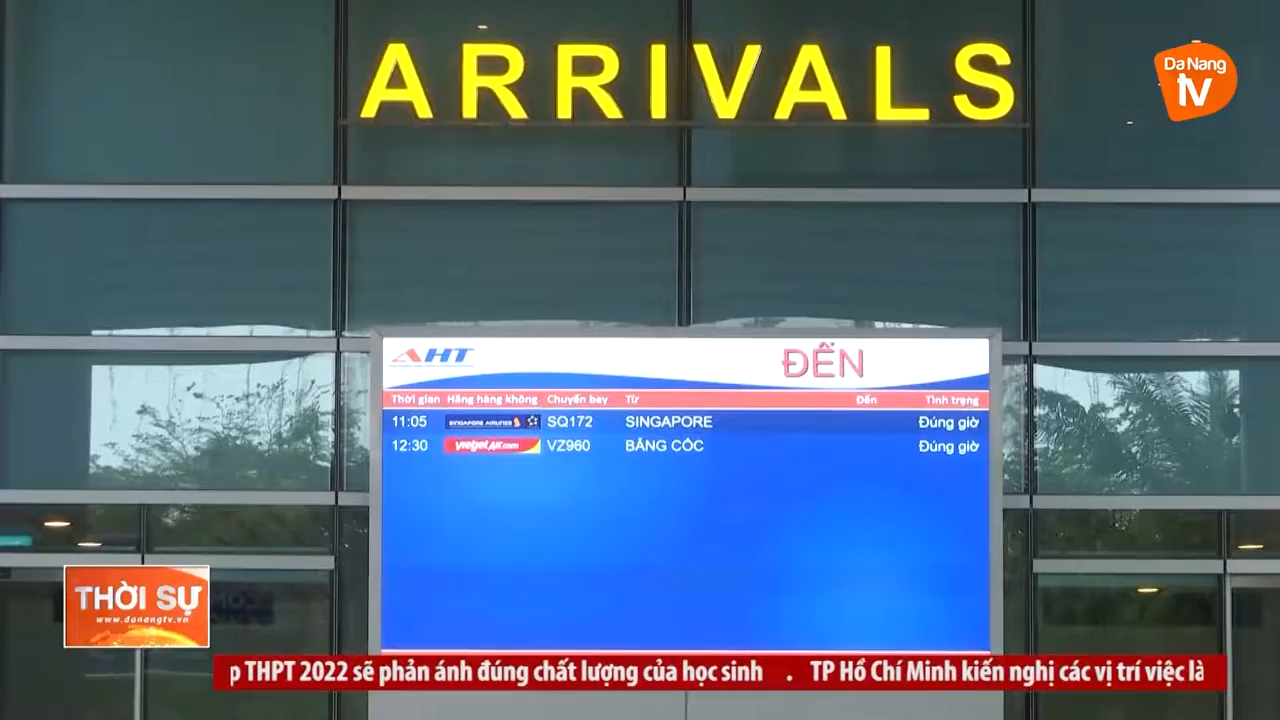 ARRIVALS
Da Nang
tv
AHT
ĐẾN
Thời gian Hãng hàng không Chuyến bay Từ Đến Tình trạng
11:05 SINGAPORE AIRLINES SQ172 SINGAPORE Đúng giờ
12:30 vietjetAir.com VZ960 BĂNG CỐC Đúng giờ
THỜI SỰ
www.danangtv.vn
p THPT 2022 sẽ phản ánh đúng chất lượng của học sinh . TP Hồ Chí Minh kiến nghị các vị trí việc là